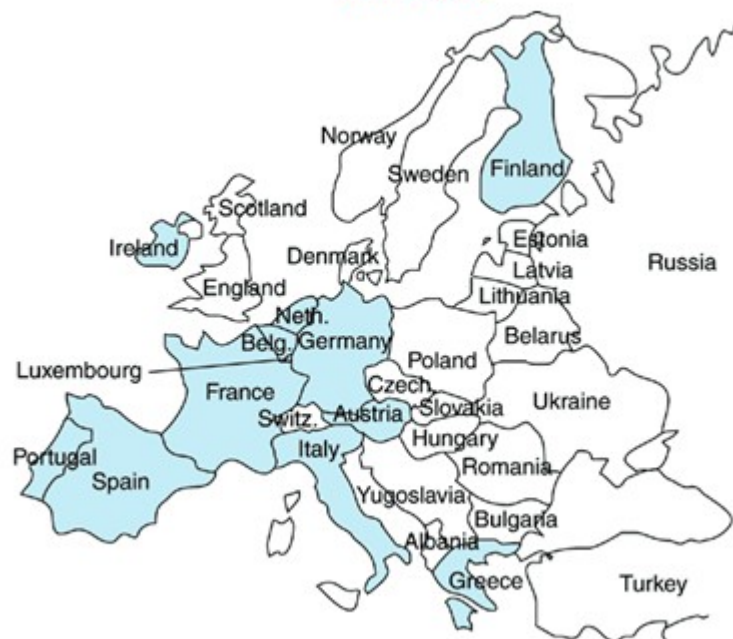 Norway
Sweden
Finland
Scotland
Ireland
Denmark
Estonia
Russia
England
Latvia
Lithuania
Neth.
Belg.
Germany
Belarus
Luxembourg
Poland
France
Czech.
Ukraine
Switz.
Austria
Slovakia
Italy
Hungary
Portugal
Spain
Romania
Yugoslavia
Bulgaria
Albania
Greece
Turkey